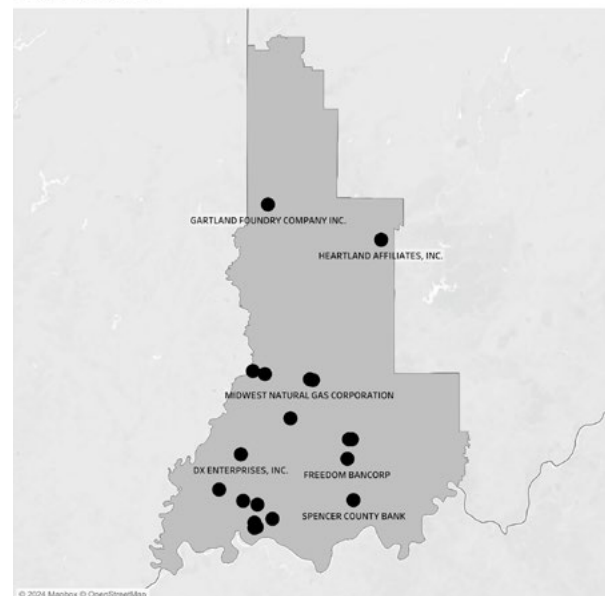 GARTLAND FOUNDRY COMPANY INC.
HEARTLAND AFFILIATES, INC.
MIDWEST NATURAL GAS CORPORATION
DX ENTERPRISES, INC.
FREEDOM BANCORP
SPENCER COUNTY BANK
© 2024 Mapbox © OpenStreetMap